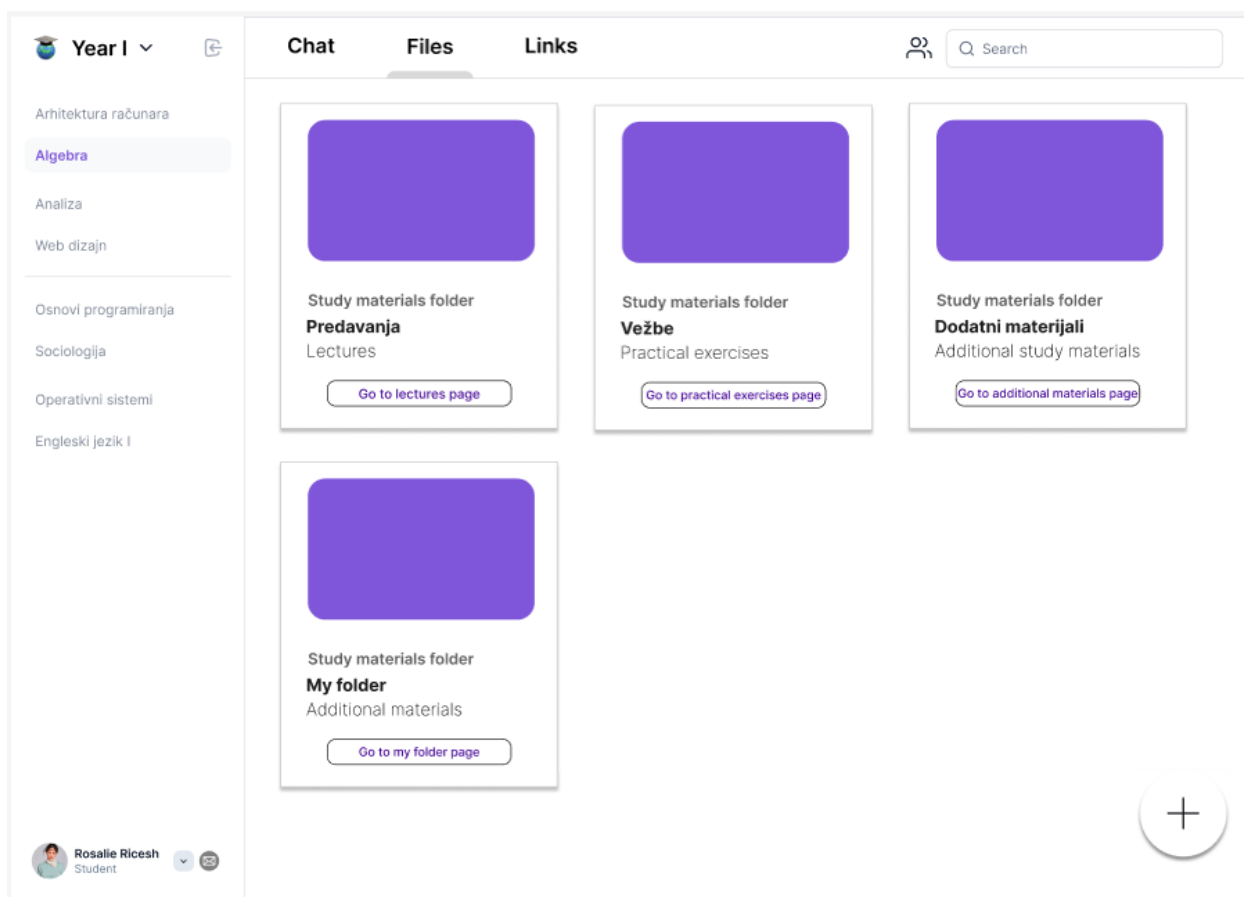 Year I
Chat
Files
Links
Search
Arhitektura računara
Algebra
Analiza
Web dizajn
Osnovi programiranja
Sociologija
Operativni sistemi
Engleski jezik I
Study materials folder
Predavanja
Lectures
Go to lectures page
Study materials folder
Vežbe
Practical exercises
Go to practical exercises page
Study materials folder
Dodatni materijali
Additional study materials
Go to additional materials page
Study materials folder
My folder
Additional materials
Go to my folder page
Rosalie Ricesh
Student